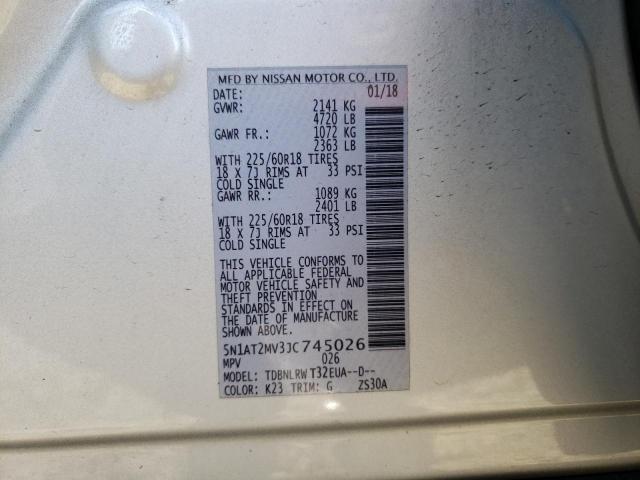 MFD BY NISSAN MOTOR CO., LTD.
DATE: 01/18
GVWR: 2141 KG
4720 LB
GAWR FR.: 1072 KG
2363 LB
WITH 225/60R18 TIRES
18 X 7J RIMS AT 33 PSI
COLD SINGLE
GAWR RR.: 1089 KG
2401 LB
WITH 225/60R18 TIRES
18 X 7J RIMS AT 33 PSI
COLD SINGLE
THIS VEHICLE CONFORMS TO
ALL APPLICABLE FEDERAL
MOTOR VEHICLE SAFETY AND
THEFT PREVENTION
STANDARDS IN EFFECT ON
THE DATE OF MANUFACTURE
SHOWN ABOVE.
5N1AT2MV3JC745026
MPV 026
MODEL: TDBNLRW T32EUA--D--
COLOR: K23 TRIM: G ZS30A